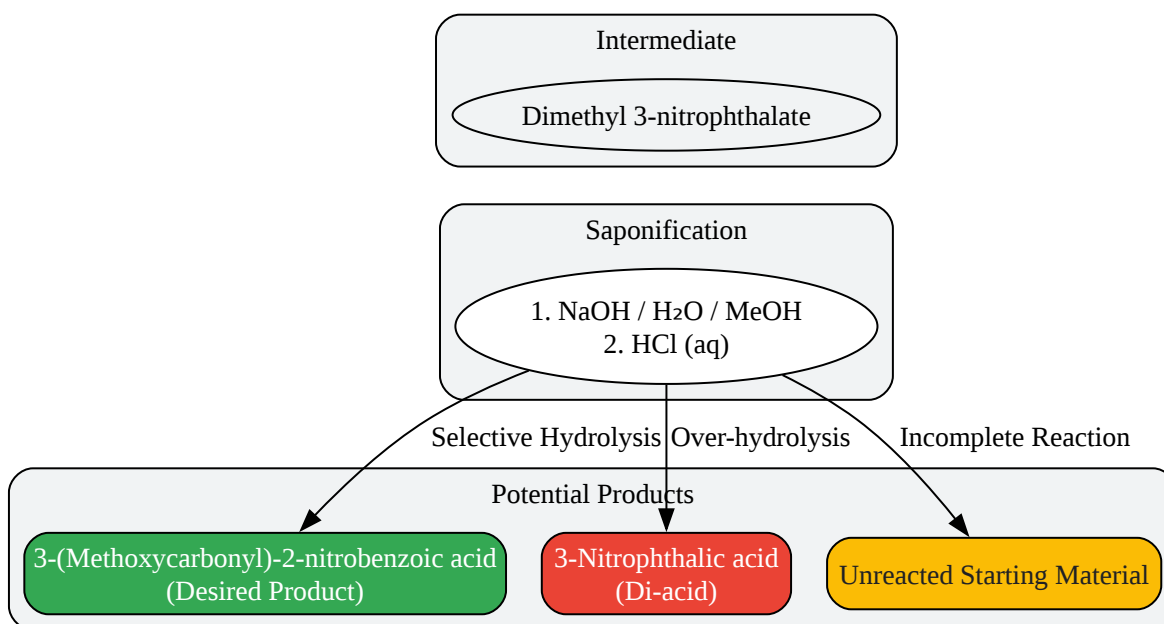 Intermediate
Dimethyl 3-nitrophthalate
Saponification
1. NaOH / H₂O / MeOH
2. HCl (aq)
Selective Hydrolysis
Over-hydrolysis
Incomplete Reaction
Potential Products
3-(Methoxycarbonyl)-2-nitrobenzoic acid
(Desired Product)
3-Nitrophthalic acid
(Di-acid)
Unreacted Starting Material